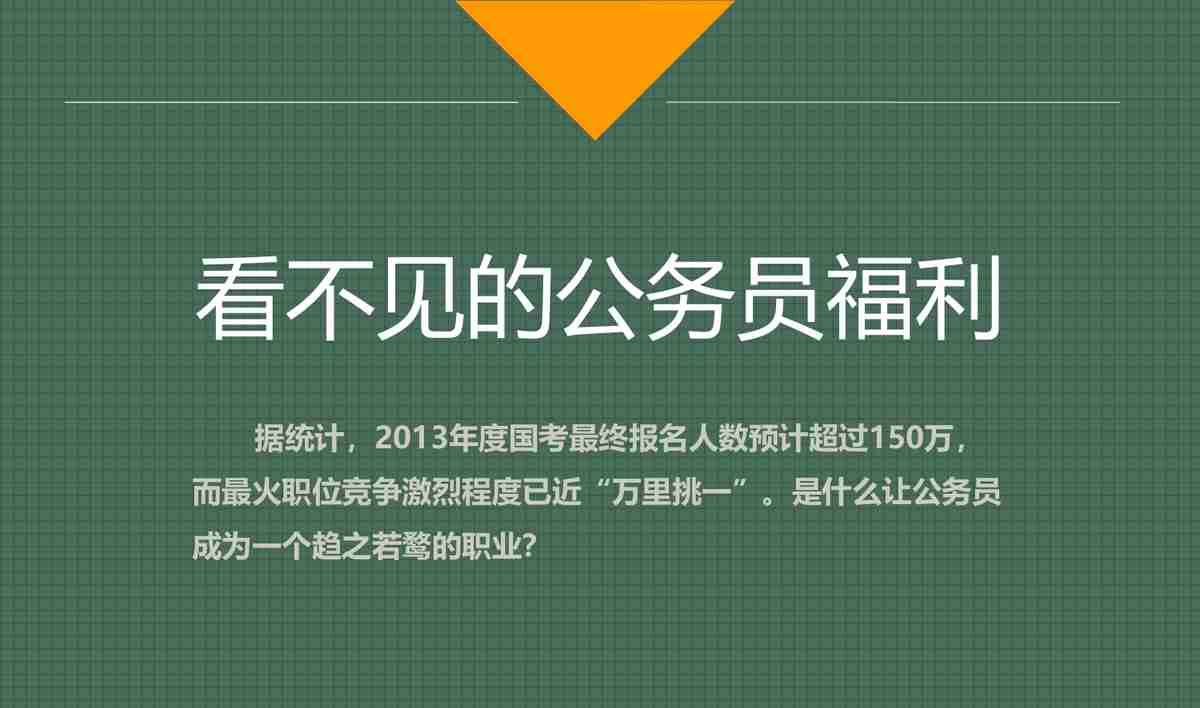 看不见的公务员福利
据统计，2013年度国考最终报名人数预计超过150万，
而最火职位竞争激烈程度已近“万里挑一”。是什么让公务员
成为一个趋之若鹜的职业？